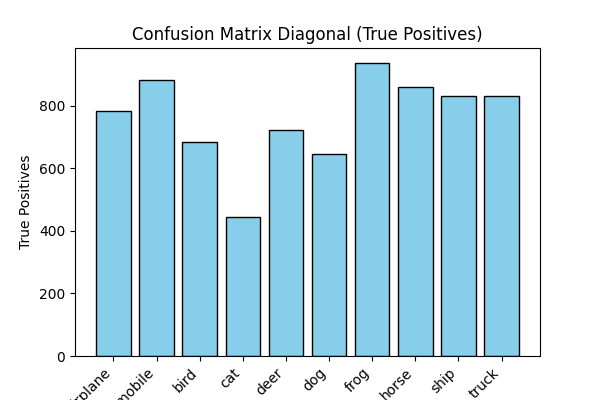 Confusion Matrix Diagonal (True Positives)
True Positives
800
600
400
200
0
rplane
mobile
bird
cat
deer
dog
frog
horse
ship
truck